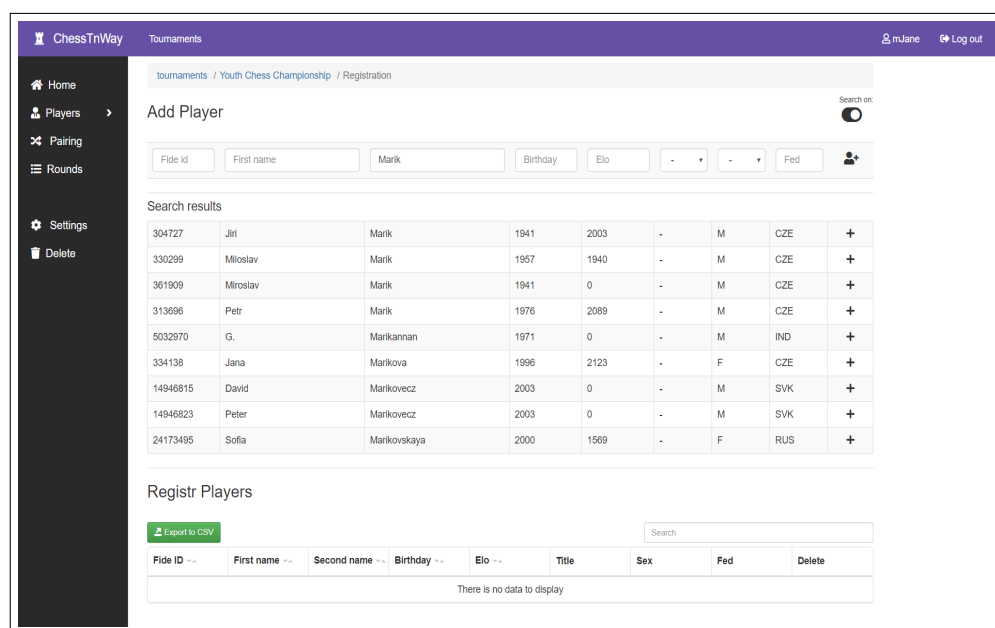 ChessTnWay Tournaments mJane Log out
Home
Players
Pairing
Rounds
Settings
Delete
tournaments / Youth Chess Championship / Registration
Add Player
Search on:
Fide id First name Marik Birthday Elo - - Fed
Search results
304727 Jiri Marik 1941 2003 - M CZE +
330299 Miloslav Marik 1957 1940 - M CZE +
361909 Miroslav Marik 1941 0 - M CZE +
313696 Petr Marik 1976 2089 - M CZE +
5032970 G. Marikannan 1971 0 - M IND +
334138 Jana Marikova 1996 2123 - F CZE +
14946815 David Marikovecz 2003 0 - M SVK +
14946823 Peter Marikovecz 2003 0 - M SVK +
24173495 Sofia Marikovskaya 2000 1569 - F RUS +
Registr Players
Export to CSV Search
Fide ID First name Second name Birthday Elo Title Sex Fed Delete
There is no data to display